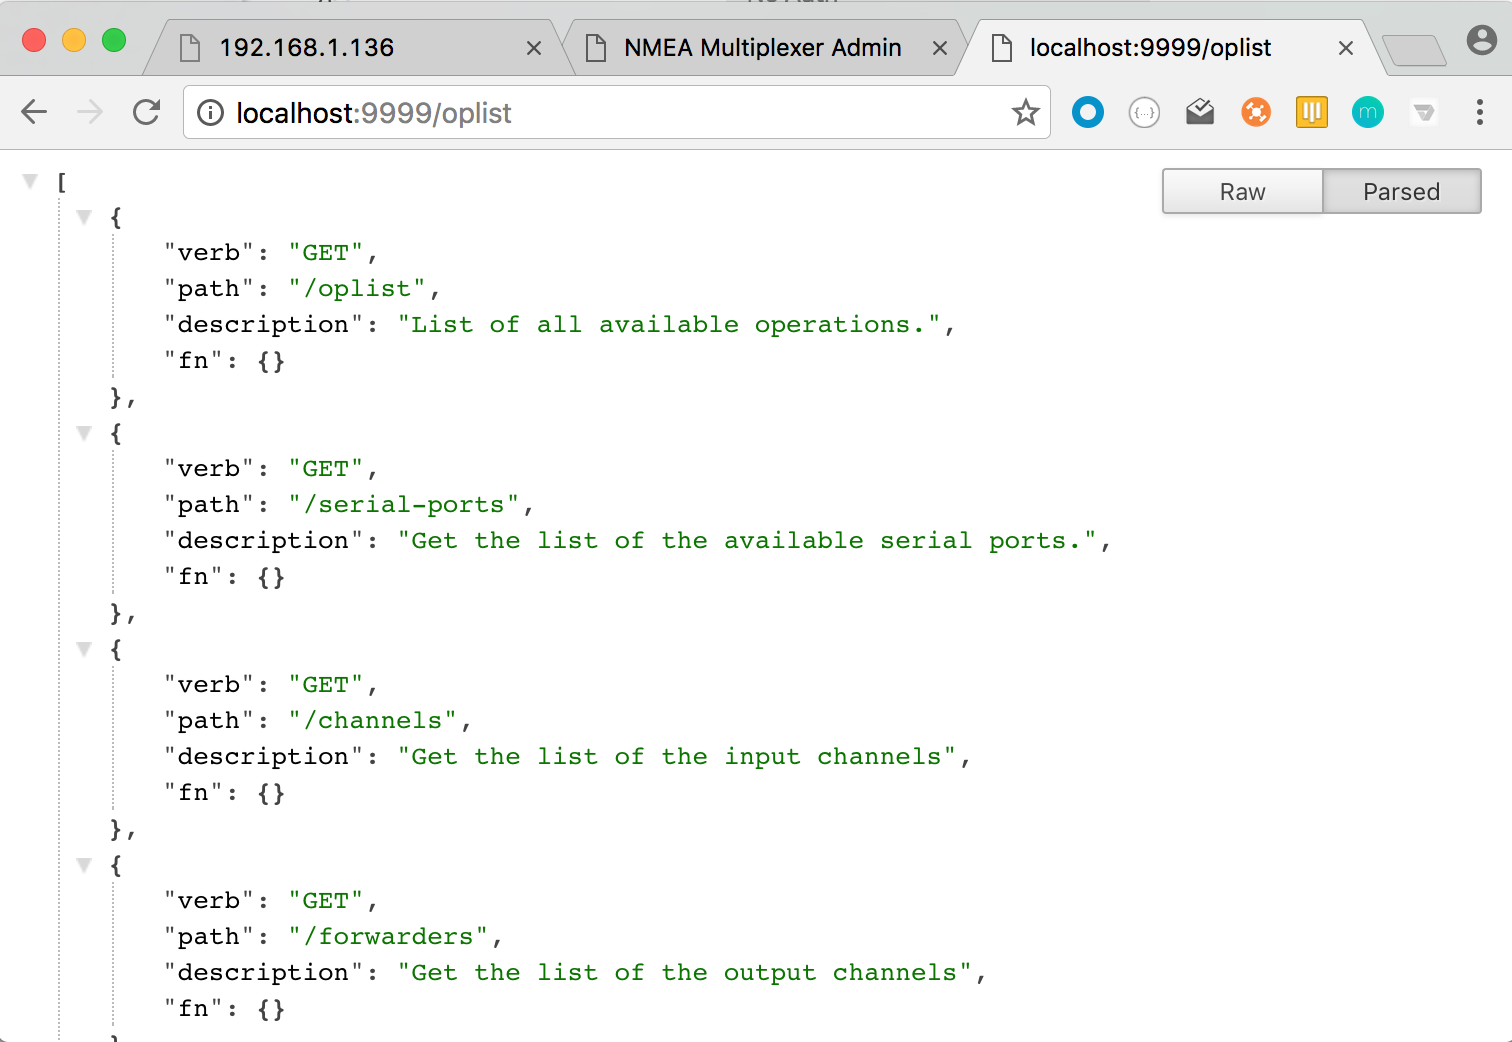 192.168.1.136
NMEA Multiplexer Admin
localhost:9999/oplist
localhost:9999/oplist
Raw
Parsed
[
{
"verb": "GET",
"path": "/oplist",
"description": "List of all available operations.",
"fn": {}
},
{
"verb": "GET",
"path": "/serial-ports",
"description": "Get the list of the available serial ports.",
"fn": {}
},
{
"verb": "GET",
"path": "/channels",
"description": "Get the list of the input channels",
"fn": {}
},
{
"verb": "GET",
"path": "/forwarders",
"description": "Get the list of the output channels",
"fn": {}